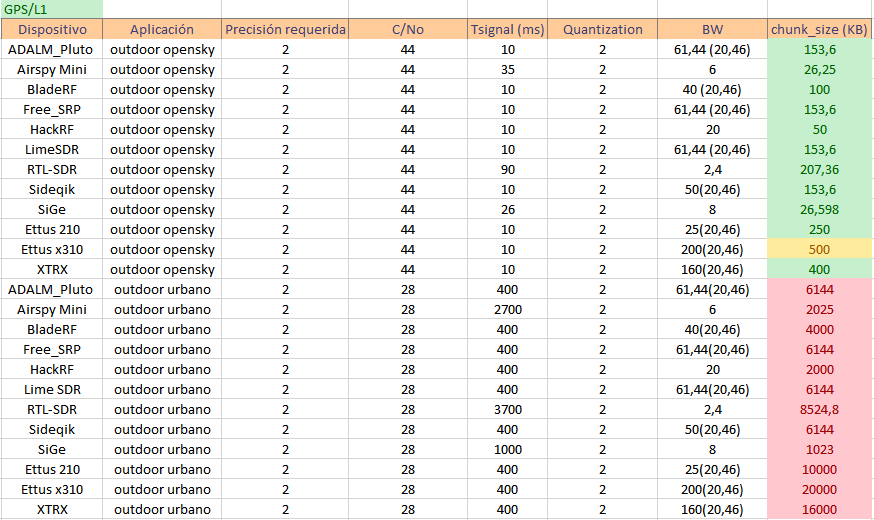 GPS/L1
Dispositivo Aplicación Precisión requerida C/No Tsignal (ms) Quantization BW chunk_size (KB)
ADALM_Pluto outdoor opensky 2 44 10 2 61,44 (20,46) 153,6
Airspy Mini outdoor opensky 2 44 35 2 6 26,25
BladeRF outdoor opensky 2 44 10 2 40 (20,46) 100
Free_SRP outdoor opensky 2 44 10 2 61,44 (20,46) 153,6
HackRF outdoor opensky 2 44 10 2 20 50
LimeSDR outdoor opensky 2 44 10 2 61,44 (20,46) 153,6
RTL-SDR outdoor opensky 2 44 90 2 2,4 207,36
Sideqik outdoor opensky 2 44 10 2 50(20,46) 153,6
SiGe outdoor opensky 2 44 26 2 8 26,598
Ettus 210 outdoor opensky 2 44 10 2 25(20,46) 250
Ettus x310 outdoor opensky 2 44 10 2 200(20,46) 500
XTRX outdoor opensky 2 44 10 2 160(20,46) 400
ADALM_Pluto outdoor urbano 2 28 400 2 61,44(20,46) 6144
Airspy Mini outdoor urbano 2 28 2700 2 6 2025
BladeRF outdoor urbano 2 28 400 2 40(20,46) 4000
Free_SRP outdoor urbano 2 28 400 2 61,44(20,46) 6144
HackRF outdoor urbano 2 28 400 2 20 2000
Lime SDR outdoor urbano 2 28 400 2 61,44(20,46) 6144
RTL-SDR outdoor urbano 2 28 3700 2 2,4 8524,8
Sideqik outdoor urbano 2 28 400 2 50(20,46) 6144
SiGe outdoor urbano 2 28 1000 2 8 1023
Ettus 210 outdoor urbano 2 28 400 2 25(20,46) 10000
Ettus x310 outdoor urbano 2 28 400 2 200(20,46) 20000
XTRX outdoor urbano 2 28 400 2 160(20,46) 16000